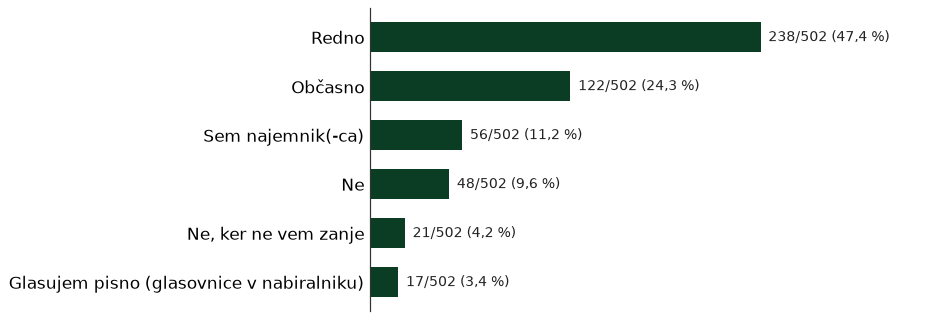 Redno 238/502 (47,4 %)
Občasno 122/502 (24,3 %)
Sem najemnik(-ca) 56/502 (11,2 %)
Ne 48/502 (9,6 %)
Ne, ker ne vem zanje 21/502 (4,2 %)
Glasujem pisno (glasovnice v nabiralniku) 17/502 (3,4 %)